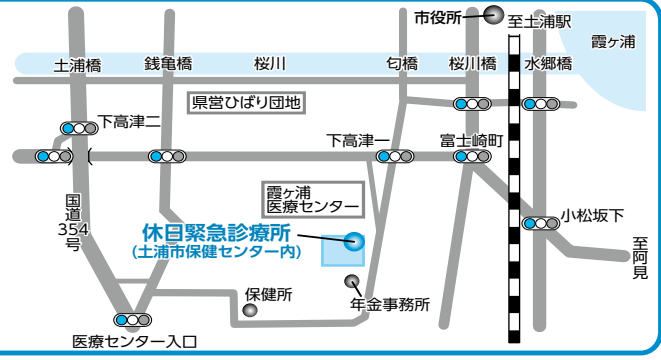 市役所
至土浦駅
霞ヶ浦
土浦橋
銭亀橋
桜川
匂橋
桜川橋
水郷橋
県営ひばり団地
下高津二
下高津一
富士崎町
国道354号
霞ヶ浦
医療センター
小松坂下
休日緊急診療所
(土浦市保健センター内)
至阿見
保健所
年金事務所
医療センター入口